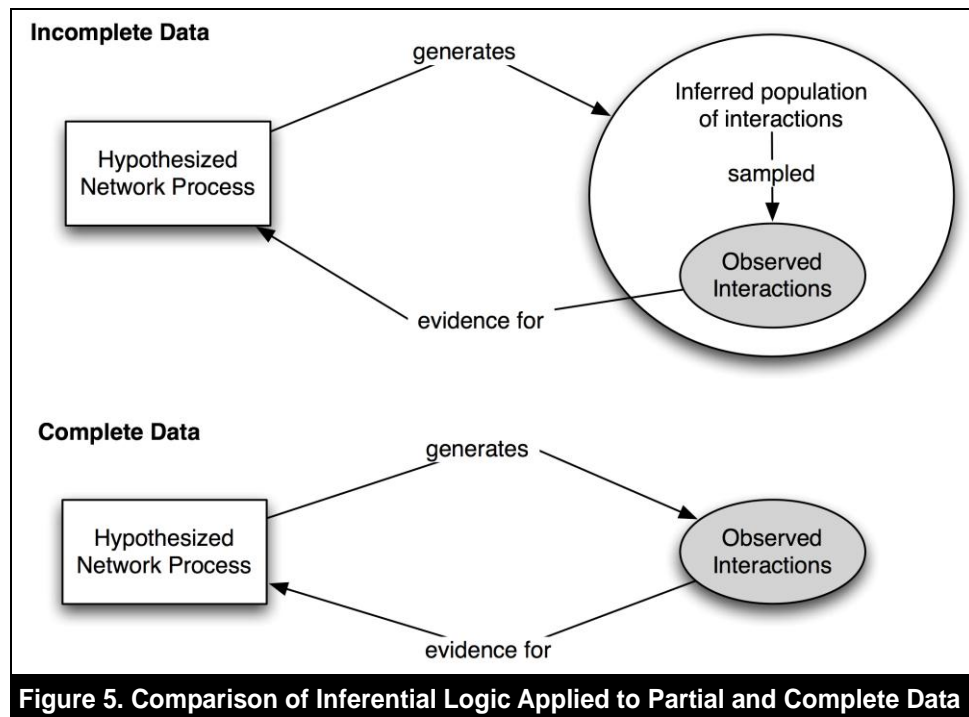 Incomplete Data
generates
Inferred population
of interactions
sampled
Hypothesized
Network Process
Observed
Interactions
evidence for
Complete Data
generates
Hypothesized
Network Process
Observed
Interactions
evidence for
Figure 5. Comparison of Inferential Logic Applied to Partial and Complete Data